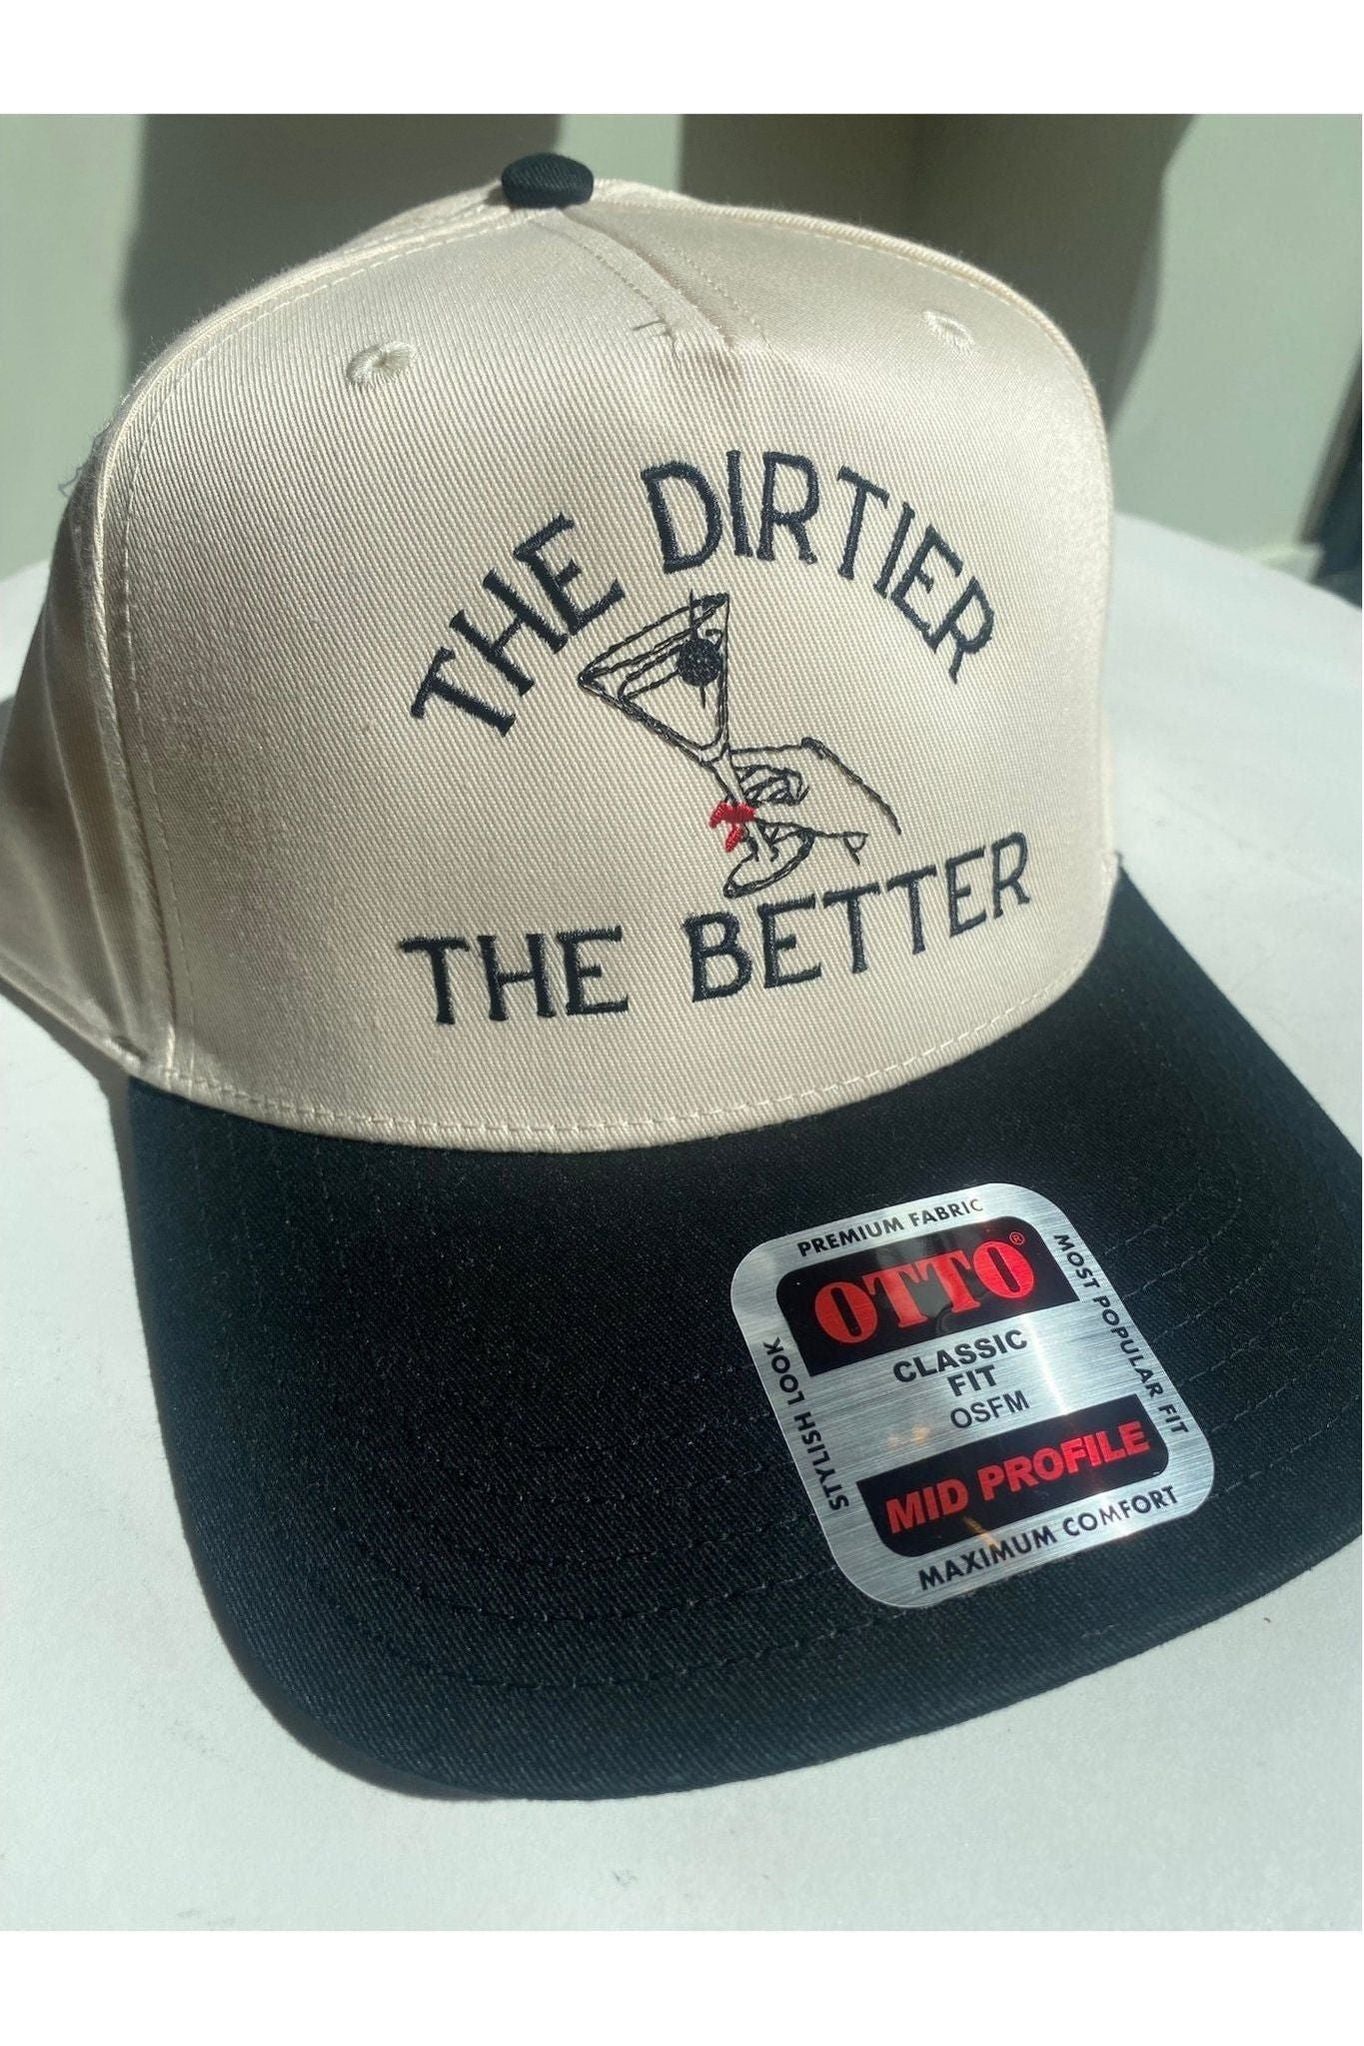 THE DIRTIER
THE BETTER
PREMIUM FABRIC
OTTO®
CLASSIC
FIT
OSFM
MID PROFILE
MAXIMUM COMFORT
STYLISH LOOK
MOST POPULAR FIT